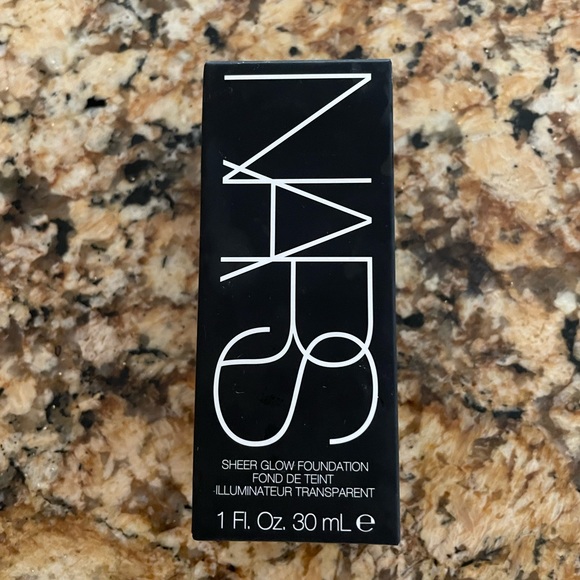 NARS
SHEER GLOW FOUNDATION
FOND DE TEINT
ILLUMINATEUR TRANSPARENT
1 Fl. Oz. 30 mL ℮